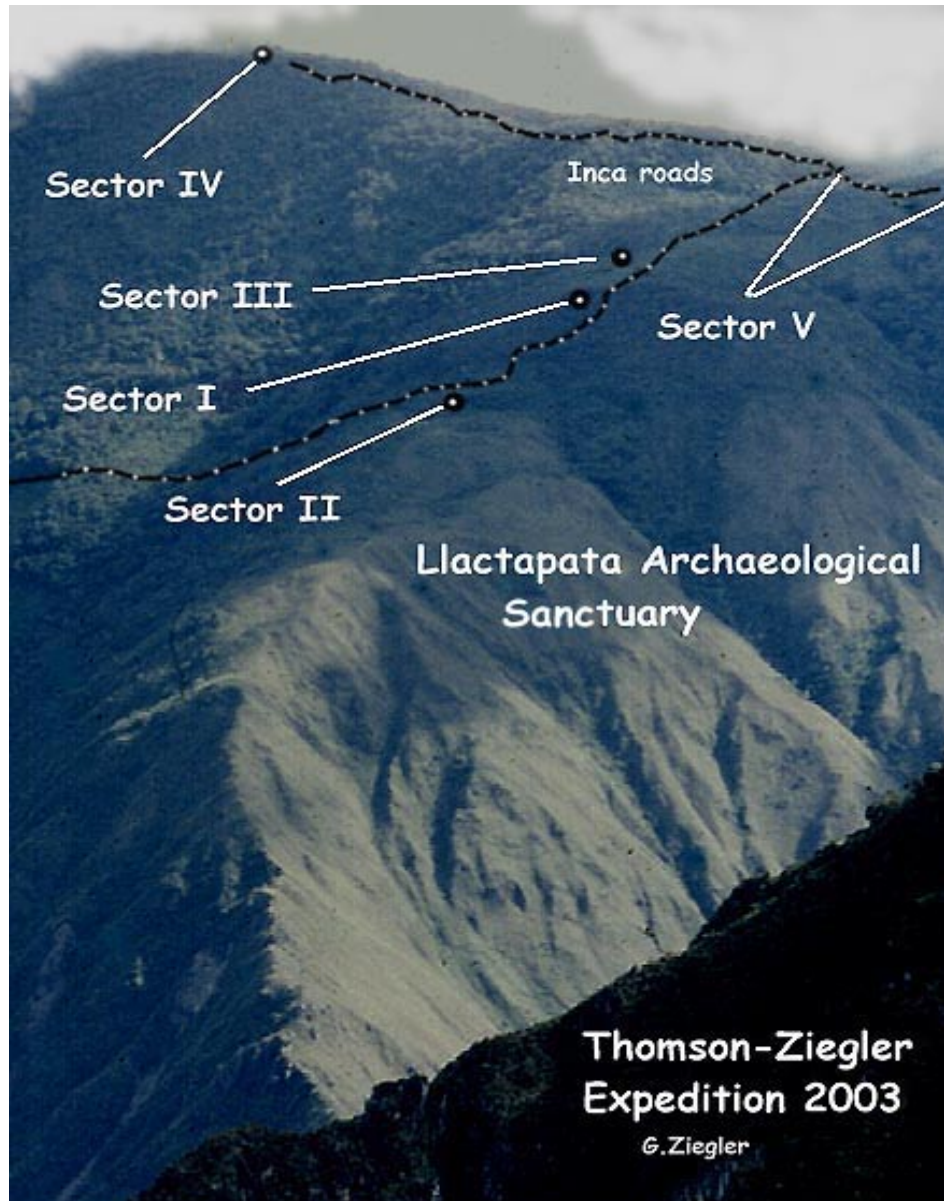 Sector IV
Inca roads
Sector III
Sector V
Sector I
Sector II
Llactapata Archaeological
Sanctuary
Thomson-Ziegler
Expedition 2003
G.Ziegler